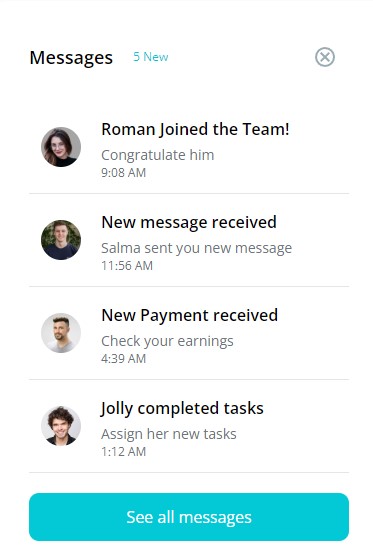 Messages 5 New
Roman Joined the Team!
Congratulate him
9:08 AM
New message received
Salma sent you new message
11:56 AM
New Payment received
Check your earnings
4:39 AM
Jolly completed tasks
Assign her new tasks
1:12 AM
See all messages